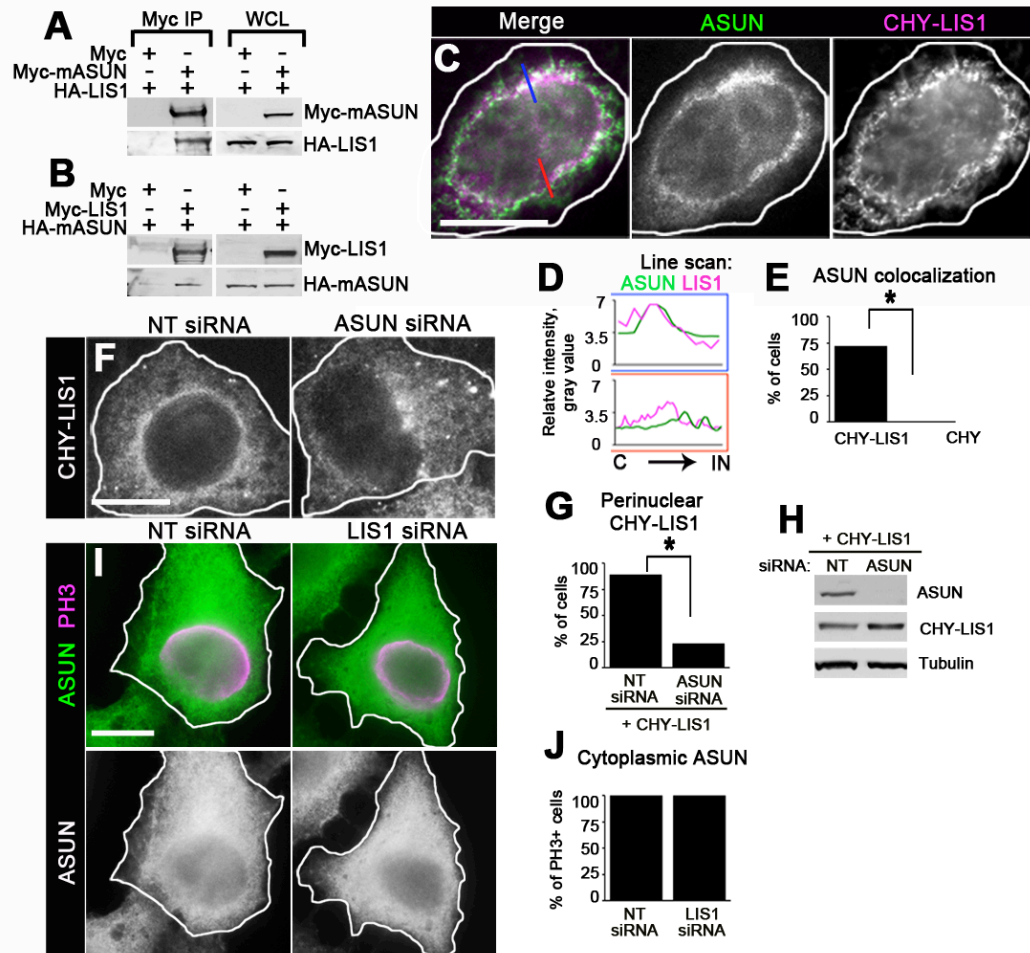 A
Myc IP WCL
Myc + - + -
Myc-mASUN - + - +
HA-LIS1 + + + +
Myc-mASUN
HA-LIS1
B
Myc + - + -
Myc-LIS1 - + - +
HA-mASUN + + + +
Myc-LIS1
HA-mASUN
C
Merge ASUN CHY-LIS1
D
Line scan:
ASUN LIS1
Relatve intensity,
gray value
7
3.5
0
7
3.5
0
C IN
E
ASUN colocalization
*
% of cells
100
75
50
25
0
CHY-LIS1 CHY
F
NT siRNA ASUN siRNA
CHY-LIS1
G
Perinuclear
CHY-LIS1
*
% of cells
100
75
50
25
0
NT ASUN
siRNA siRNA
+ CHY-LIS1
H
+ CHY-LIS1
siRNA: NT ASUN
ASUN
CHY-LIS1
Tubulin
I
NT siRNA LIS1 siRNA
ASUN PH3
ASUN
J
Cytoplasmic ASUN
% of PH3+ cells
100
75
50
25
0
NT LIS1
siRNA siRNA